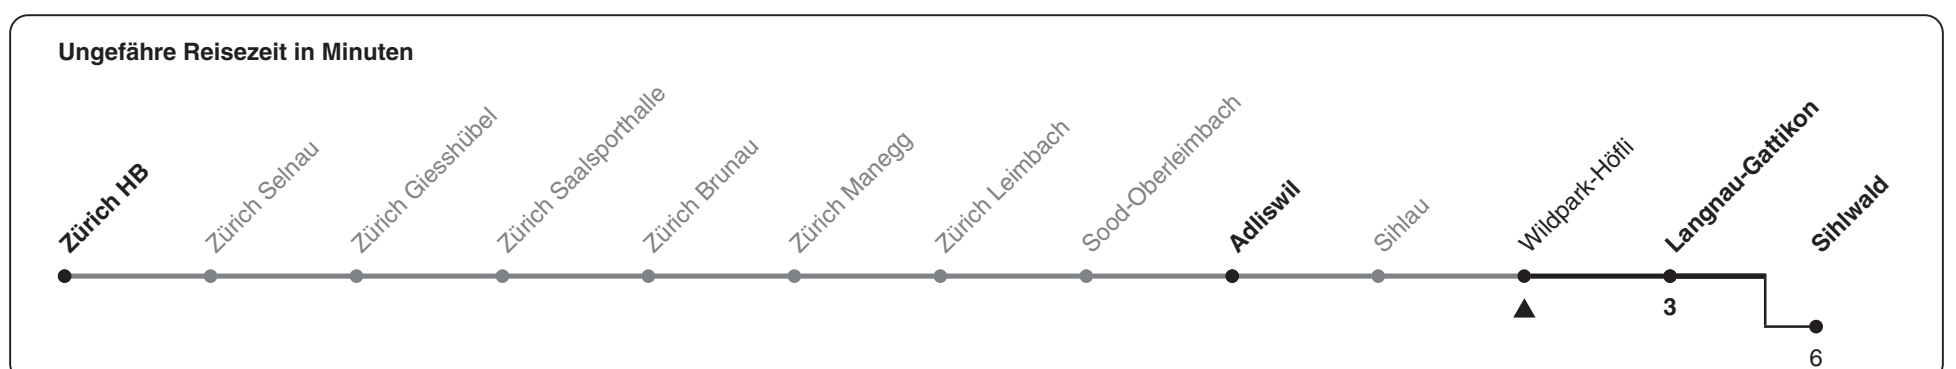 Ungefähre Reisezeit in Minuten
Zürich HB
Zürich Selnau
Zürich Giesshübel
Zürich Saalsporthalle
Zürich Brunau
Zürich Manegg
Zürich Leimbach
Sood-Oberleimbach
Adliswil
Sihlau
Wildpark-Höfli
Langnau-Gattikon
Sihlwald
3
6